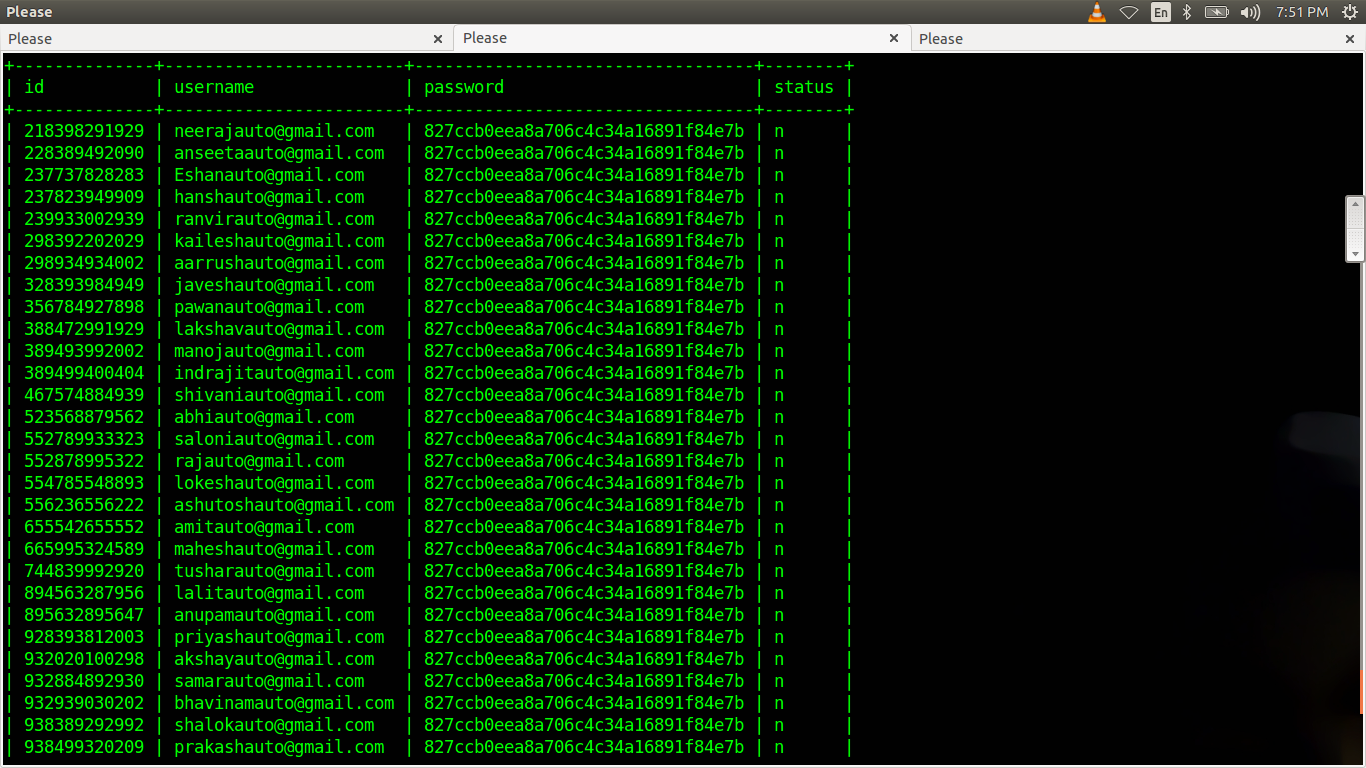 Please En 7:51 PM
Please Please Please
+--------------+------------------------+----------------------------------+--------+
| id | username | password | status |
+--------------+------------------------+----------------------------------+--------+
| 218398291929 | neerajauto@gmail.com | 827ccb0eea8a706c4c34a16891f84e7b | n |
| 228389492090 | anseetaauto@gmail.com | 827ccb0eea8a706c4c34a16891f84e7b | n |
| 237737828283 | Eshanauto@gmail.com | 827ccb0eea8a706c4c34a16891f84e7b | n |
| 237823949909 | hanshauto@gmail.com | 827ccb0eea8a706c4c34a16891f84e7b | n |
| 239933002939 | ranvirauto@gmail.com | 827ccb0eea8a706c4c34a16891f84e7b | n |
| 298392202029 | kaileshauto@gmail.com | 827ccb0eea8a706c4c34a16891f84e7b | n |
| 298934934002 | aarrushauto@gmail.com | 827ccb0eea8a706c4c34a16891f84e7b | n |
| 328393984949 | javeshauto@gmail.com | 827ccb0eea8a706c4c34a16891f84e7b | n |
| 356784927898 | pawanauto@gmail.com | 827ccb0eea8a706c4c34a16891f84e7b | n |
| 388472991929 | lakshavauto@gmail.com | 827ccb0eea8a706c4c34a16891f84e7b | n |
| 389493992002 | manojauto@gmail.com | 827ccb0eea8a706c4c34a16891f84e7b | n |
| 389499400404 | indrajitauto@gmail.com | 827ccb0eea8a706c4c34a16891f84e7b | n |
| 467574884939 | shivaniauto@gmail.com | 827ccb0eea8a706c4c34a16891f84e7b | n |
| 523568879562 | abhiauto@gmail.com | 827ccb0eea8a706c4c34a16891f84e7b | n |
| 552789933323 | saloniauto@gmail.com | 827ccb0eea8a706c4c34a16891f84e7b | n |
| 552878995322 | rajauto@gmail.com | 827ccb0eea8a706c4c34a16891f84e7b | n |
| 554785548893 | lokeshauto@gmail.com | 827ccb0eea8a706c4c34a16891f84e7b | n |
| 556236556222 | ashutoshauto@gmail.com | 827ccb0eea8a706c4c34a16891f84e7b | n |
| 655542655552 | amitauto@gmail.com | 827ccb0eea8a706c4c34a16891f84e7b | n |
| 665995324589 | maheshauto@gmail.com | 827ccb0eea8a706c4c34a16891f84e7b | n |
| 744839992920 | tusharauto@gmail.com | 827ccb0eea8a706c4c34a16891f84e7b | n |
| 894563287956 | lalitauto@gmail.com | 827ccb0eea8a706c4c34a16891f84e7b | n |
| 895632895647 | anupamauto@gmail.com | 827ccb0eea8a706c4c34a16891f84e7b | n |
| 928393812003 | priyashauto@gmail.com | 827ccb0eea8a706c4c34a16891f84e7b | n |
| 932020100298 | akshayauto@gmail.com | 827ccb0eea8a706c4c34a16891f84e7b | n |
| 932884892930 | samarauto@gmail.com | 827ccb0eea8a706c4c34a16891f84e7b | n |
| 932939030202 | bhavinamauto@gmail.com | 827ccb0eea8a706c4c34a16891f84e7b | n |
| 938389292992 | shalokauto@gmail.com | 827ccb0eea8a706c4c34a16891f84e7b | n |
| 938499320209 | prakashauto@gmail.com | 827ccb0eea8a706c4c34a16891f84e7b | n |